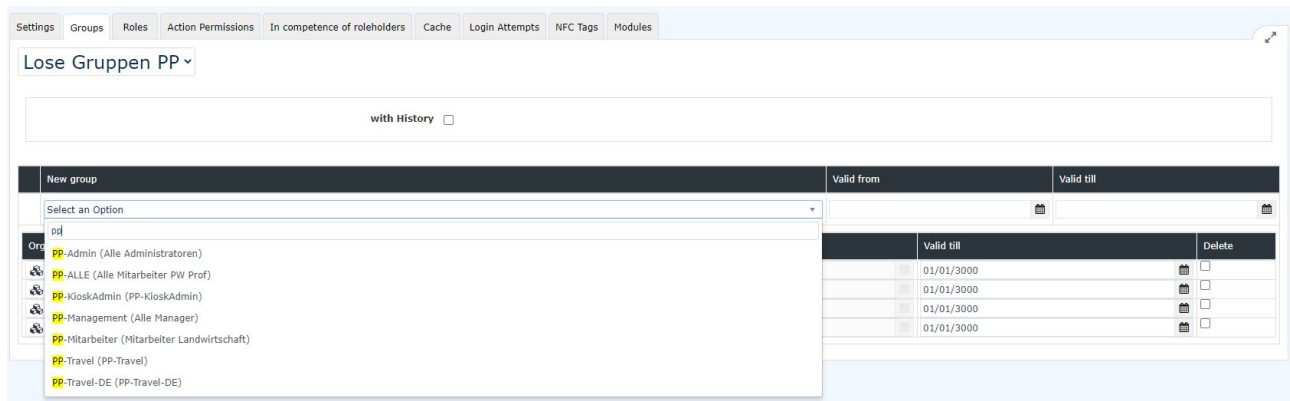 Settings Groups Roles Action Permissions In competence of roleholders Cache Login Attempts NFC Tags Modules
Lose Gruppen PP
with History
New group Valid from Valid till
Select an Option
pp
Org Valid till Delete
PP-Admin (Alle Administratoren)
PP-ALLE (Alle Mitarbeiter PW Prof) 01/01/3000
PP-KioskAdmin (PP-KioskAdmin) 01/01/3000
PP-Management (Alle Manager) 01/01/3000
PP-Mitarbeiter (Mitarbeiter Landwirtschaft) 01/01/3000
PP-Travel (PP-Travel)
PP-Travel-DE (PP-Travel-DE)